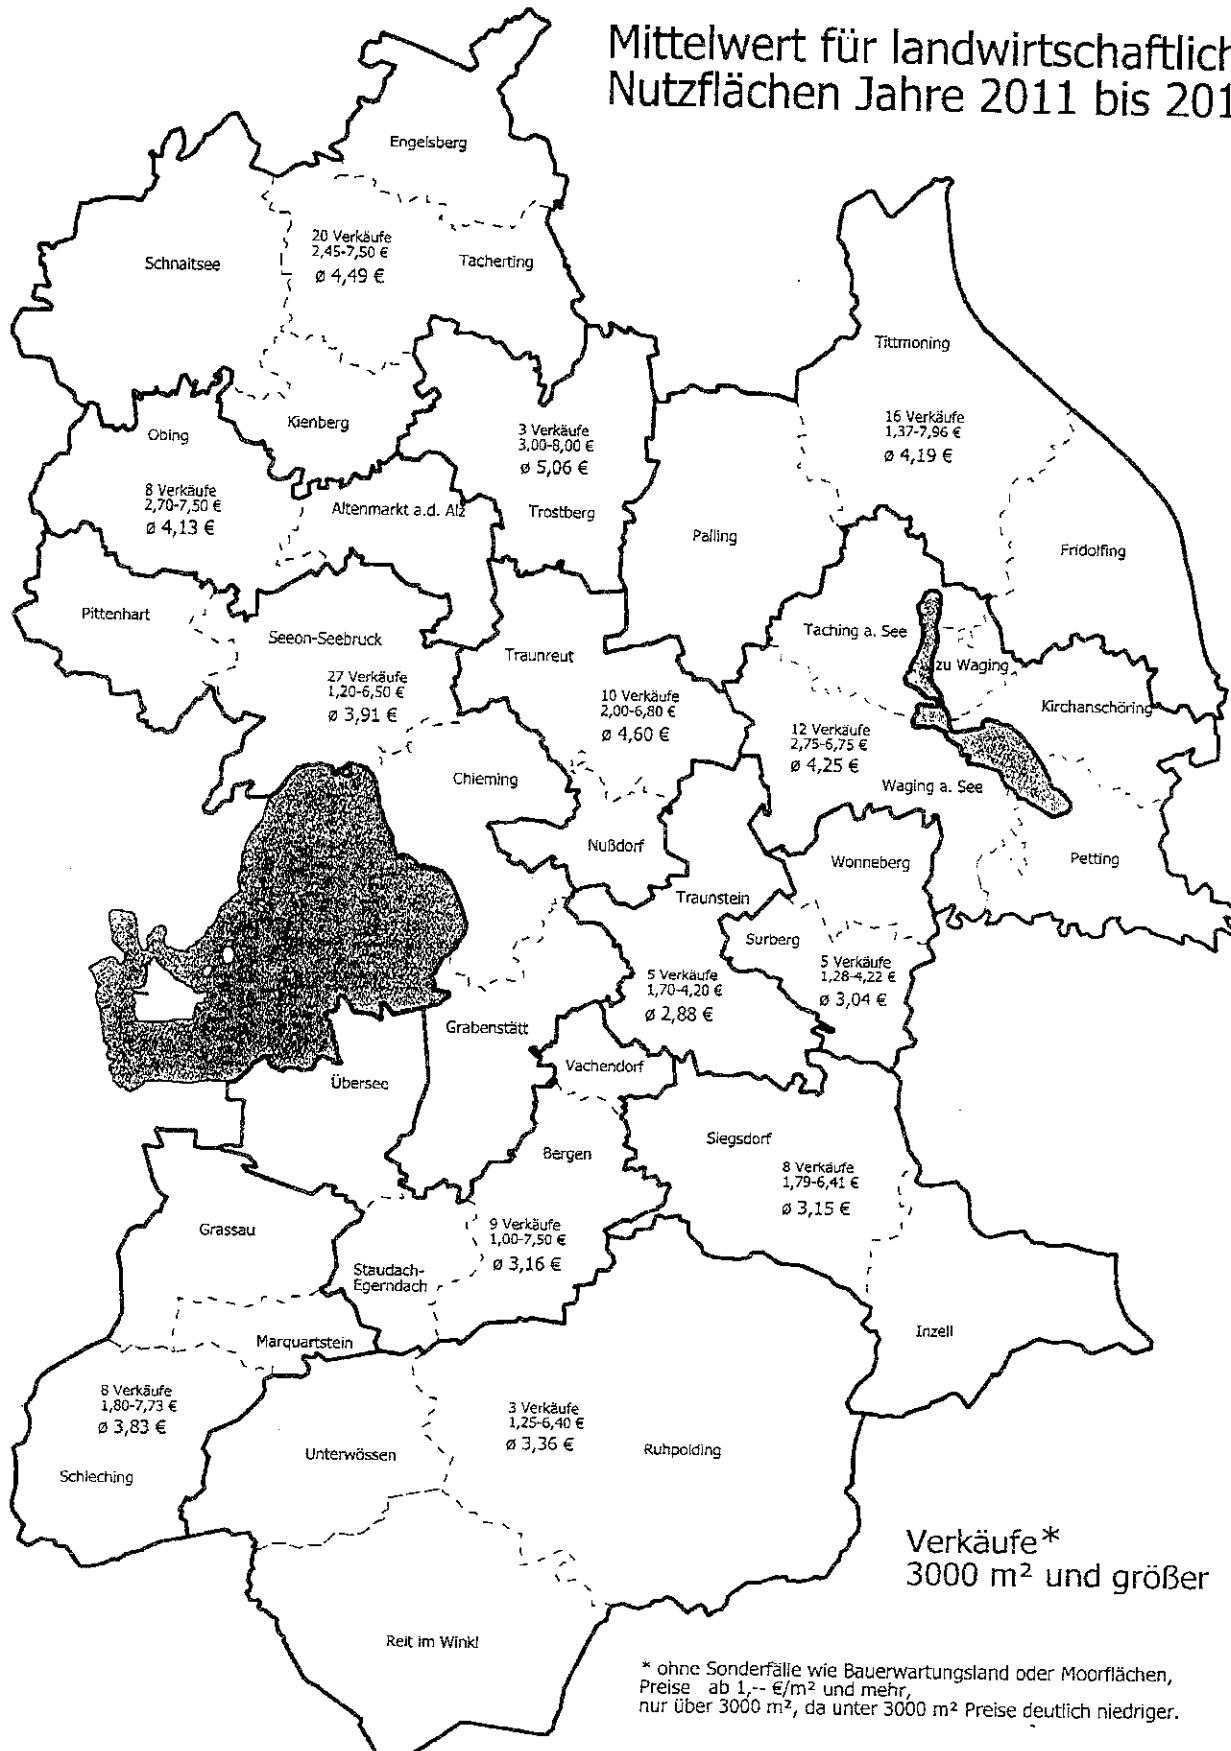 Mittelwert für landwirtschaftlich
Nutzflächen Jahre 2011 bis 201
Engelsberg
20 Verkäufe
2,45-7,50 €
ø 4,49 €
Schnaitsee
Tacherting
Tittmoning
Kienberg
16 Verkäufe
1,37-7,96 €
ø 4,19 €
Obing
3 Verkäufe
3,00-8,00 €
ø 5,06 €
8 Verkäufe
2,70-7,50 €
ø 4,13 €
Altenmarkt a.d. Alz
Trostberg
Palling
Fridolfing
Pittenhart
Seeon-Seebruck
Taching a. See
Traunreut
zu Waging
27 Verkäufe
1,20-6,50 €
ø 3,91 €
10 Verkäufe
2,00-6,80 €
ø 4,60 €
Kirchanschöring
12 Verkäufe
2,75-6,75 €
ø 4,25 €
Chieming
Waging a. See
Nußdorf
Wonneberg
Petting
Traunstein
Surberg
5 Verkäufe
1,28-4,22 €
ø 3,04 €
5 Verkäufe
1,70-4,20 €
ø 2,88 €
Grabenstätt
Vachendorf
Übersee
Siegsdorf
Bergen
8 Verkäufe
1,79-6,41 €
ø 3,15 €
Grassau
9 Verkäufe
1,00-7,50 €
ø 3,16 €
Staudach-
Egerndach
Inzell
Marquartstein
8 Verkäufe
1,80-7,73 €
ø 3,83 €
3 Verkäufe
1,25-6,40 €
ø 3,36 €
Unterwössen
Ruhpolding
Schleching
Verkäufe*
3000 m² und größer
Reit im Winkl
* ohne Sonderfälle wie Bauerwartungsland oder Moorflächen,
Preise ab 1,-- €/m² und mehr,
nur über 3000 m², da unter 3000 m² Preise deutlich niedriger.